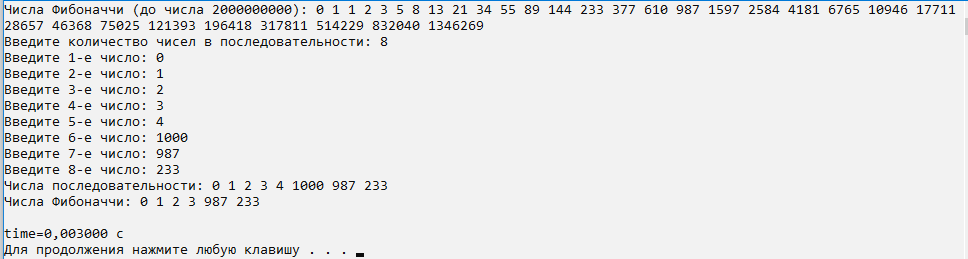 Числа Фибоначчи (до числа 2000000000): 0 1 1 2 3 5 8 13 21 34 55 89 144 233 377 610 987 1597 2584 4181 6765 10946 17711
28657 46368 75025 121393 196418 317811 514229 832040 1346269
Введите количество чисел в последовательности: 8
Введите 1-е число: 0
Введите 2-е число: 1
Введите 3-е число: 2
Введите 4-е число: 3
Введите 5-е число: 4
Введите 6-е число: 1000
Введите 7-е число: 987
Введите 8-е число: 233
Числа последовательности: 0 1 2 3 4 1000 987 233
Числа Фибоначчи: 0 1 2 3 987 233
time=0,003000 с
Для продолжения нажмите любую клавишу . . .